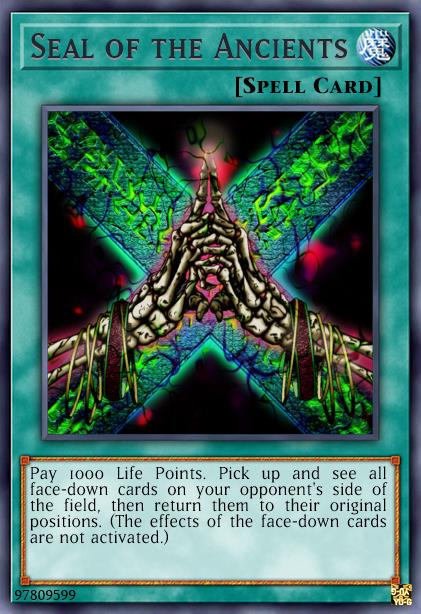 Seal of the Ancients 魔
[Spell Card]
Pay 1000 Life Points. Pick up and see all
face-down cards on your opponent's side of
the field, then return them to their original
positions. (The effects of the face-down cards
are not activated.)
97809599